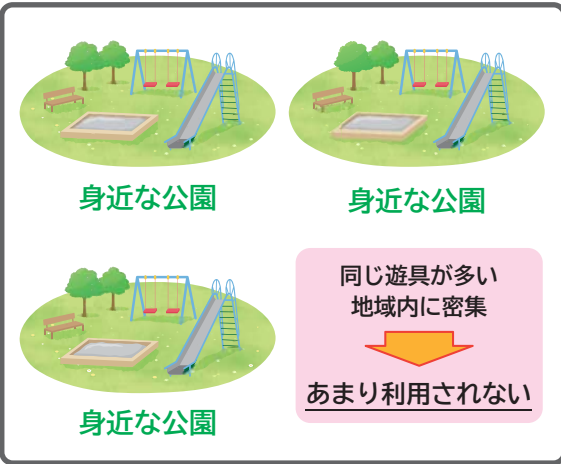 身近な公園
身近な公園
身近な公園
同じ遊具が多い
地域内に密集
あまり利用されない